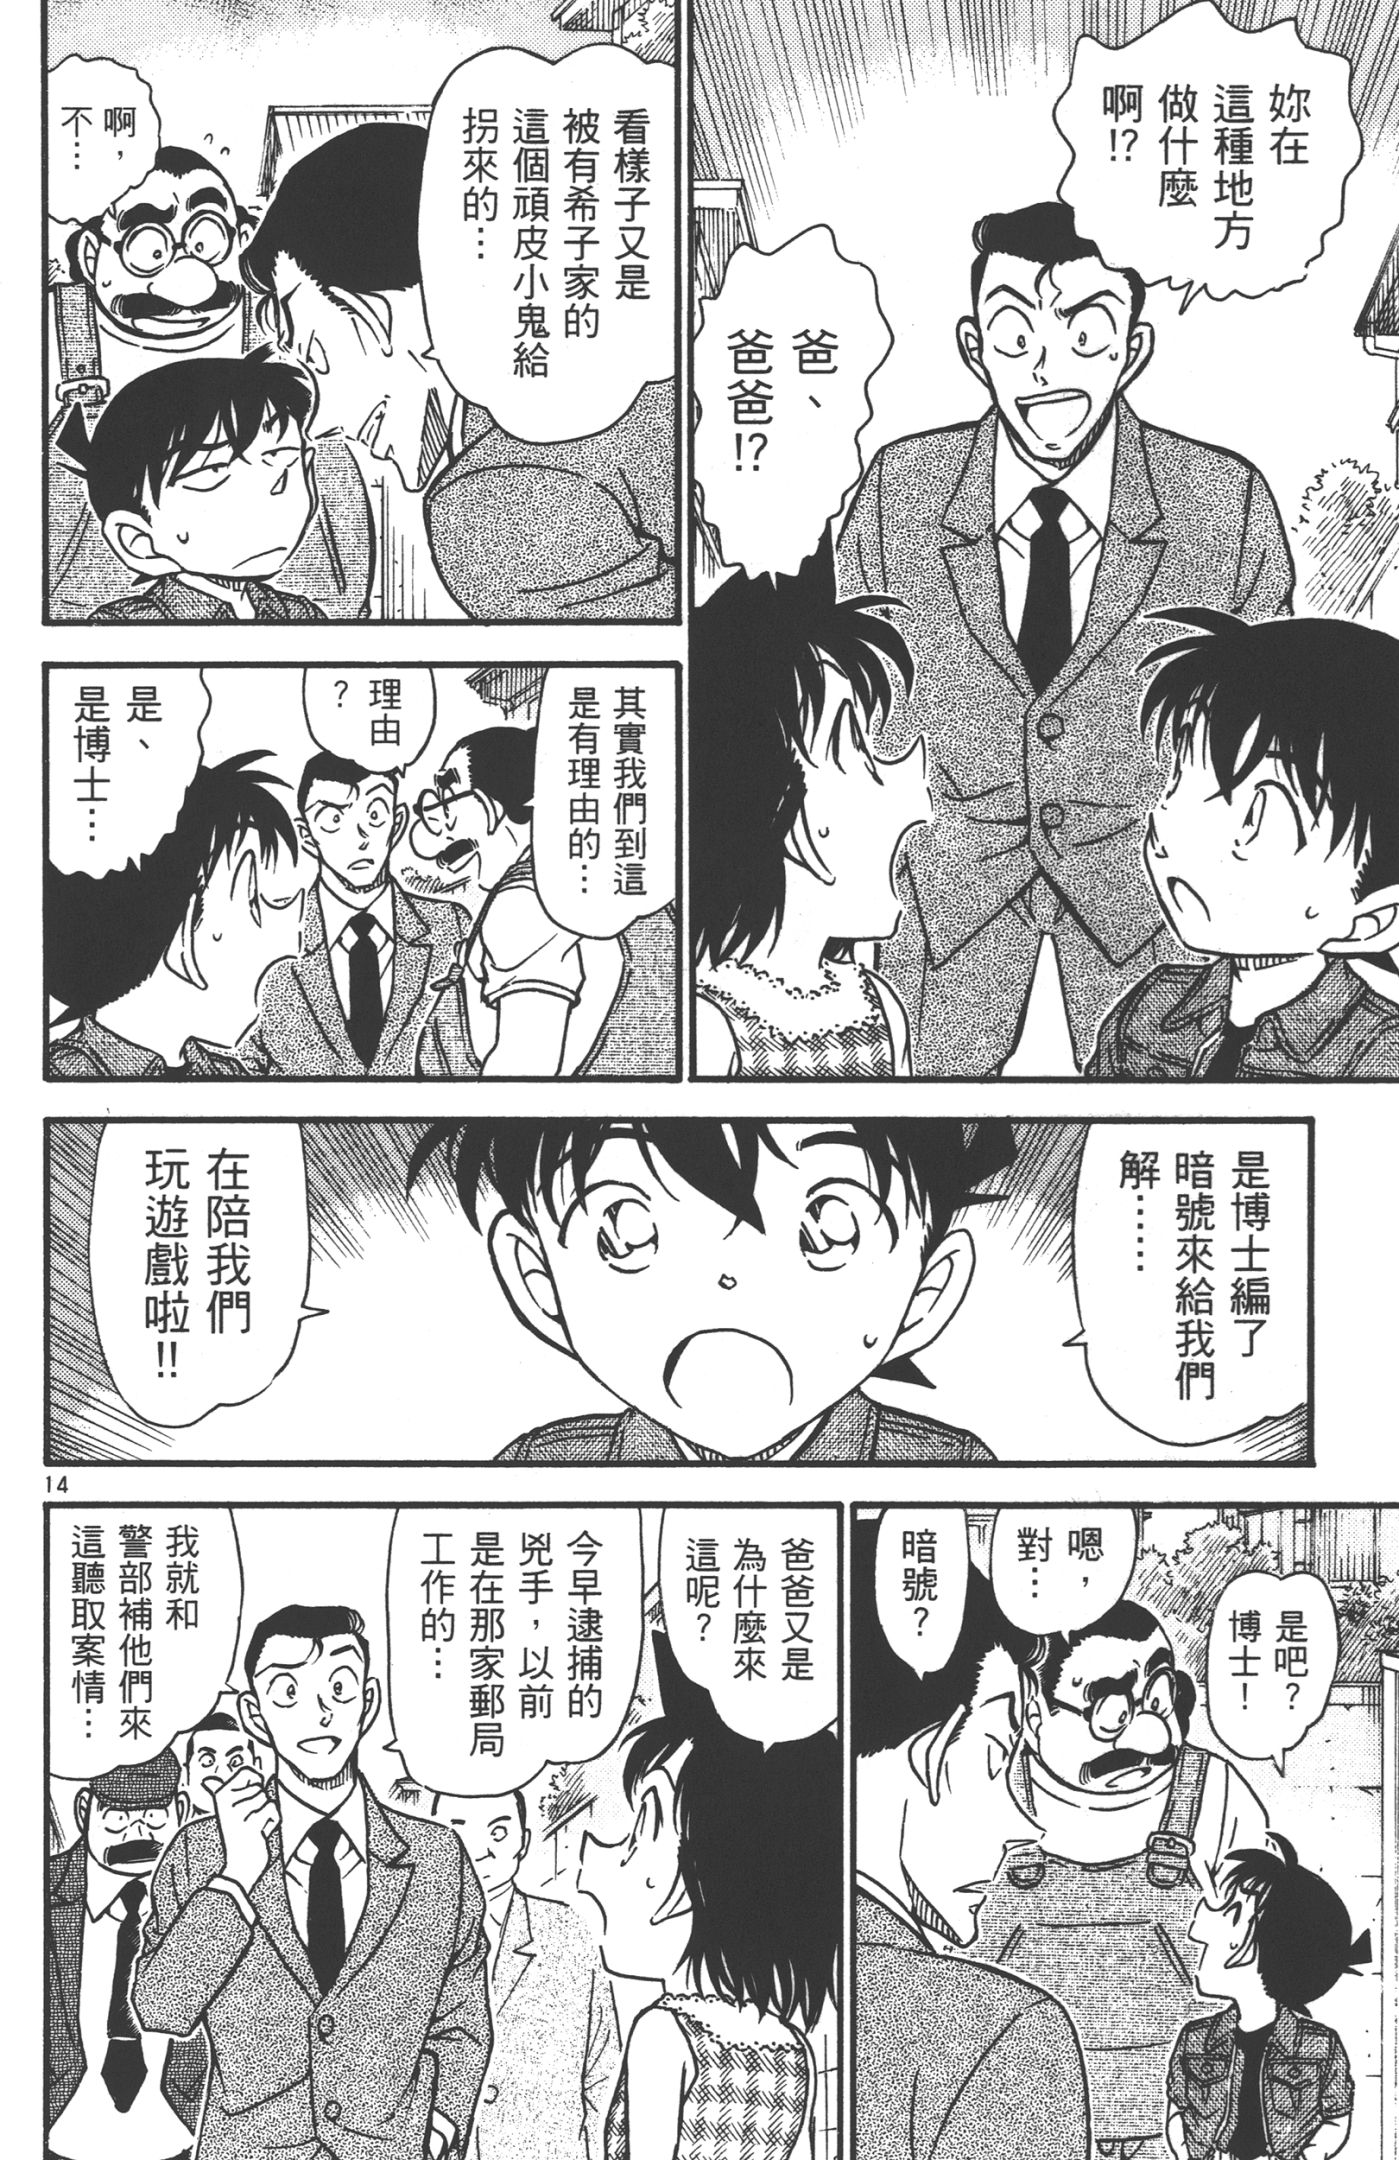 妳在
這種地方
做什麼
啊!?
爸、
爸爸!?
看樣子又是
被有希子家的
這個頑皮小鬼給
拐來的…
啊,
不…
其實我們到這
是有理由的…
理由
?
是、
是博士…
是博士編了
暗號來給我們
解……
在陪我們
玩遊戲啦!!
14
是吧?
博士!
嗯,
對…
暗號?
爸爸又是
為什麼來
這呢?
今早逮捕的
兇手,以前
是在那家郵局
工作的…
我就和
警部補他們來
這聽取案情…